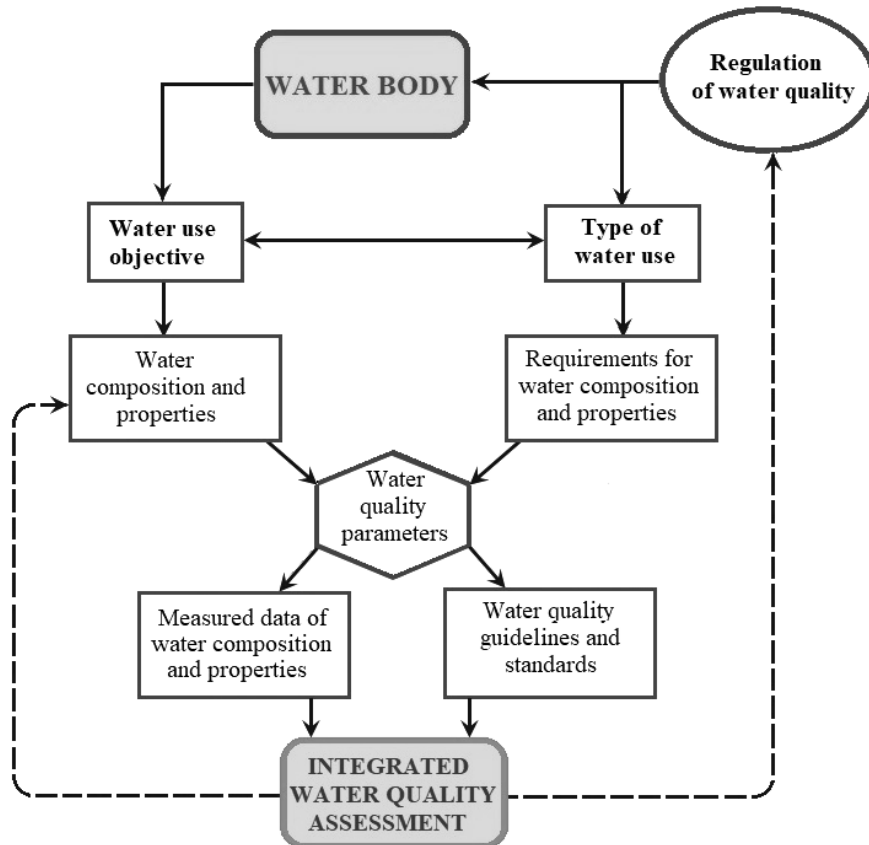 WATER BODY
Regulation
of water quality
Water use
objective
Type of
water use
Water
composition and
properties
Requirements for
water composition
and properties
Water
quality
parameters
Measured data of
water composition
and properties
Water quality
guidelines and
standards
INTEGRATED
WATER QUALITY
ASSESSMENT